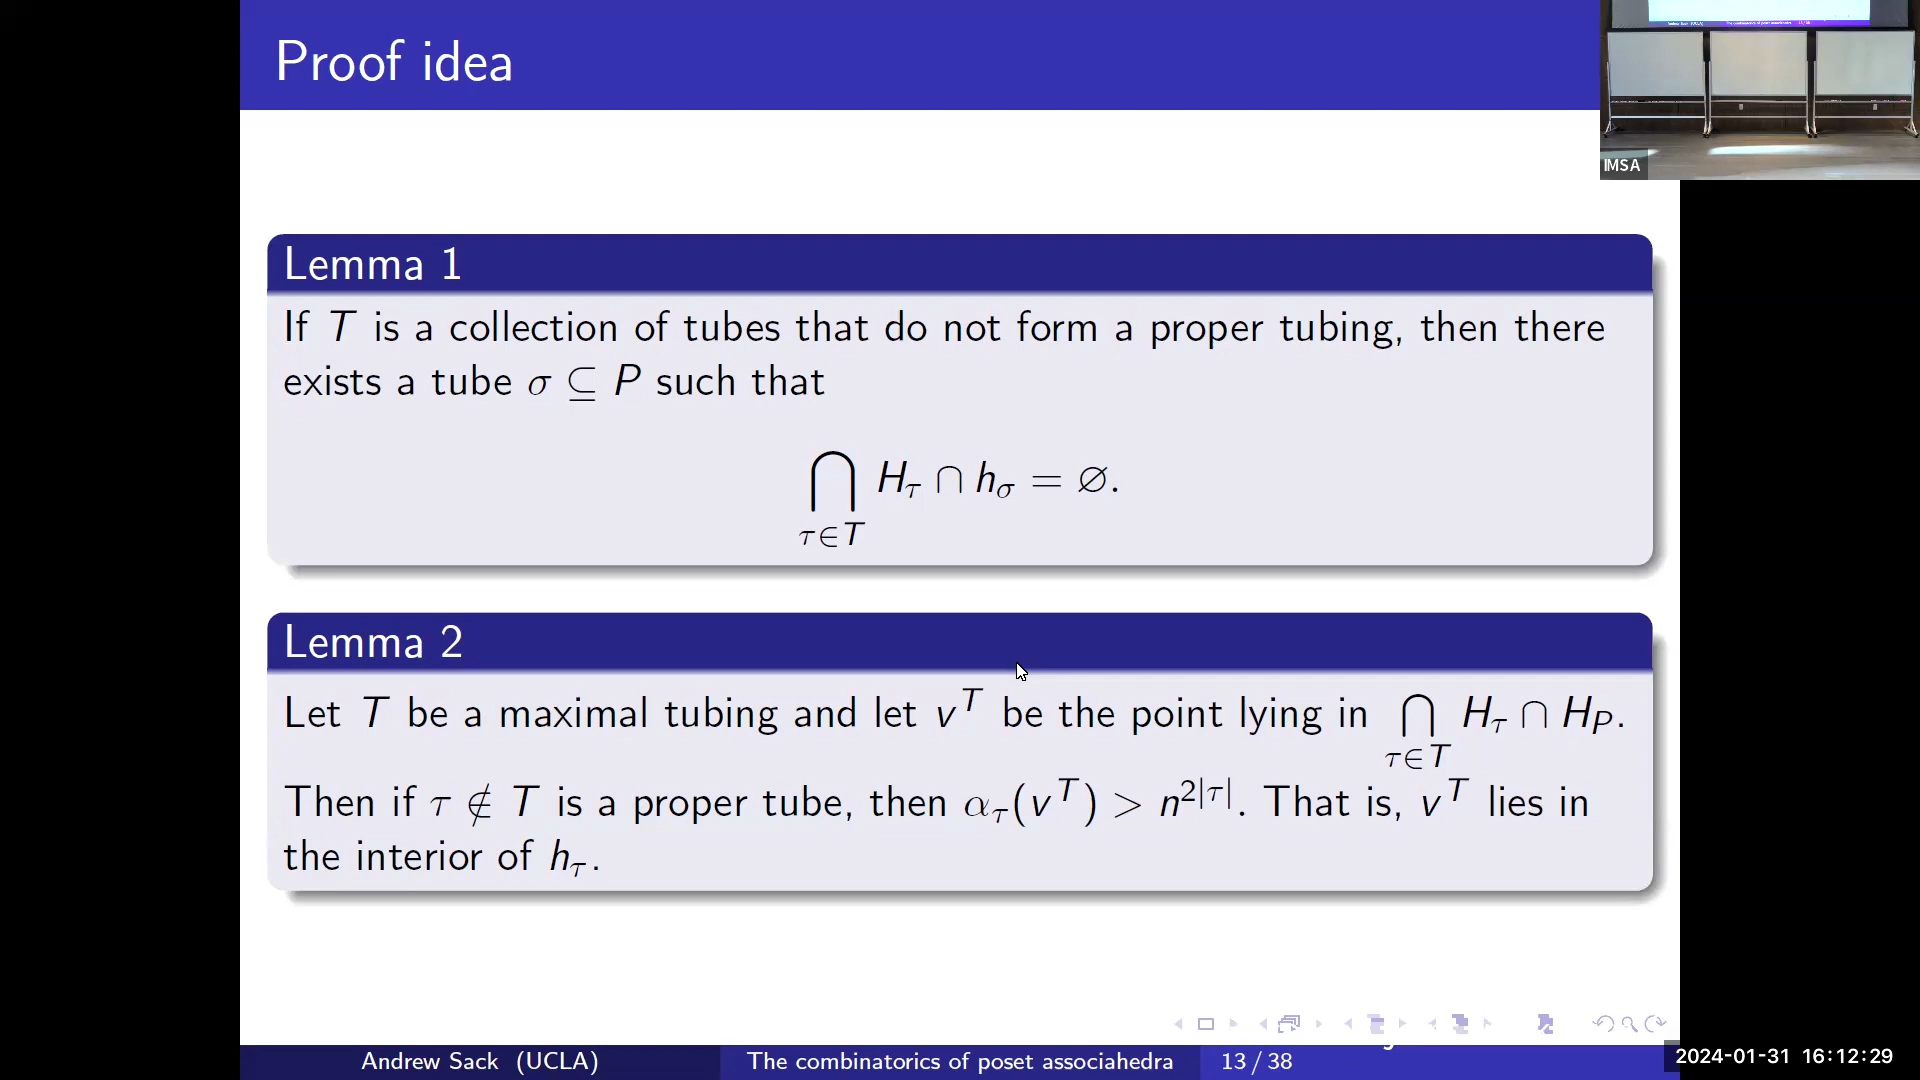 Proof idea
IMSA
Lemma 1
If T is a collection of tubes that do not form a proper tubing, then there
exists a tube σ ⊆ P such that
⋂ H_τ ∩ h_σ = ∅.
τ∈T
Lemma 2
Let T be a maximal tubing and let v^T be the point lying in ⋂ H_τ ∩ H_P.
τ∈T
Then if τ ∉ T is a proper tube, then α_τ(v^T) > n^{2|τ|}. That is, v^T lies in
the interior of h_τ.
Andrew Sack (UCLA)
The combinatorics of poset associahedra
13 / 38
2024-01-31 16:12:29